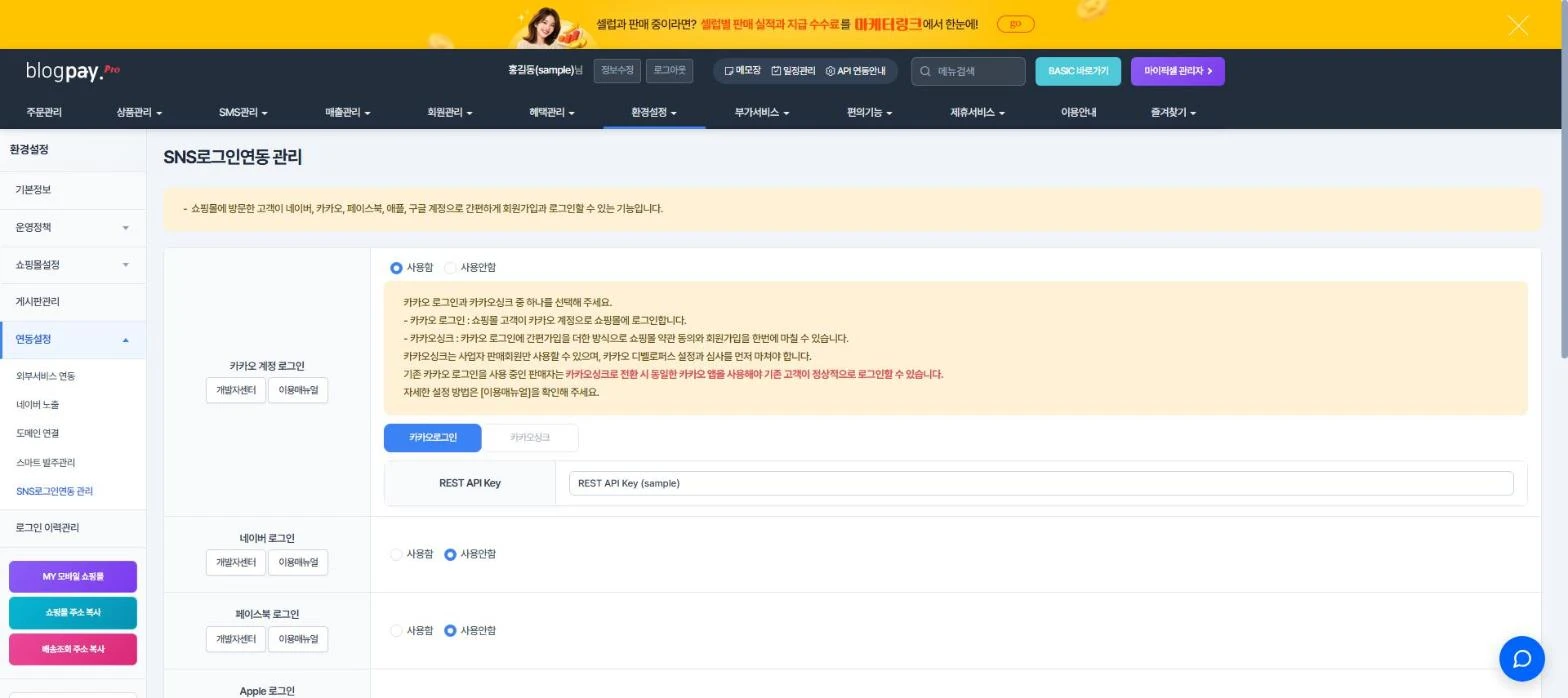 셀럽과 판매 중이라면? 셀럽별 판매 실적과 지급 수수료를 마케터링크에서 한눈에! go
blogpay.Pro
홍길동(sample)님 정보수정 로그아웃 메모장 일정관리 API 연동안내 메뉴검색 BASIC 바로가기 마이픽셀 관리자
주문관리 상품관리 SMS관리 매출관리 회원관리 혜택관리 환경설정 부가서비스 편의기능 제휴서비스 이용안내 즐겨찾기
환경설정
기본정보
운영정책
쇼핑몰설정
게시판관리
연동설정
외부서비스 연동
네이버 노출
도메인 연결
스마트 발주관리
SNS로그인연동 관리
로그인 이력관리
MY 모바일 쇼핑몰
쇼핑몰 주소 복사
배송조회 주소 복사
SNS로그인연동 관리
- 쇼핑몰에 방문한 고객이 네이버, 카카오, 페이스북, 애플, 구글 계정으로 간편하게 회원가입과 로그인할 수 있는 기능입니다.
카카오 계정 로그인
개발자센터 이용매뉴얼
사용함 사용안함
카카오 로그인과 카카오싱크 중 하나를 선택해 주세요.
- 카카오 로그인 : 쇼핑몰 고객이 카카오 계정으로 쇼핑몰에 로그인합니다.
- 카카오싱크 : 카카오 로그인에 간편가입을 더한 방식으로 쇼핑몰 약관 동의와 회원가입을 한번에 마칠 수 있습니다.
카카오싱크는 사업자 판매회원만 사용할 수 있으며, 카카오 디벨로퍼스 설정과 심사를 먼저 마쳐야 합니다.
기존 카카오 로그인을 사용 중인 판매자는 카카오싱크로 전환 시 동일한 카카오 앱을 사용해야 기존 고객이 정상적으로 로그인할 수 있습니다.
자세한 설정 방법은 [이용매뉴얼]을 확인해 주세요.
카카오로그인 카카오싱크
REST API Key REST API Key (sample)
네이버 로그인
개발자센터 이용매뉴얼
사용함 사용안함
페이스북 로그인
개발자센터 이용매뉴얼
사용함 사용안함
Apple 로그인